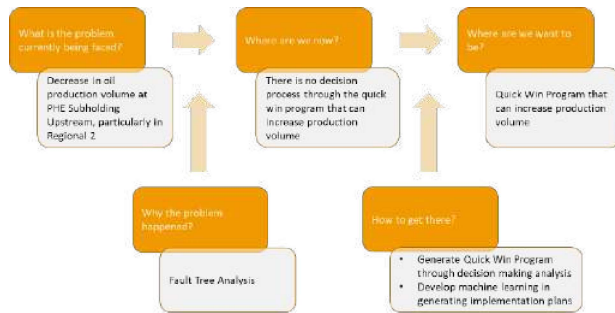 What is the problem
currently being faced?
Decrease in oil
production volume at
PHE Subholding
Upstream, particularly in
Regional 2
Where are we now?
There is no decision
process through the quick
win program that can
increase production
volume
Where are we want to
be?
Quick Win Program that
can increase production
volume
Why the problem
happened?
Fault Tree Analysis
How to get there?
• Generate Quick Win Program
through decision making analysis
• Develop machine learning in
generating implementation plans